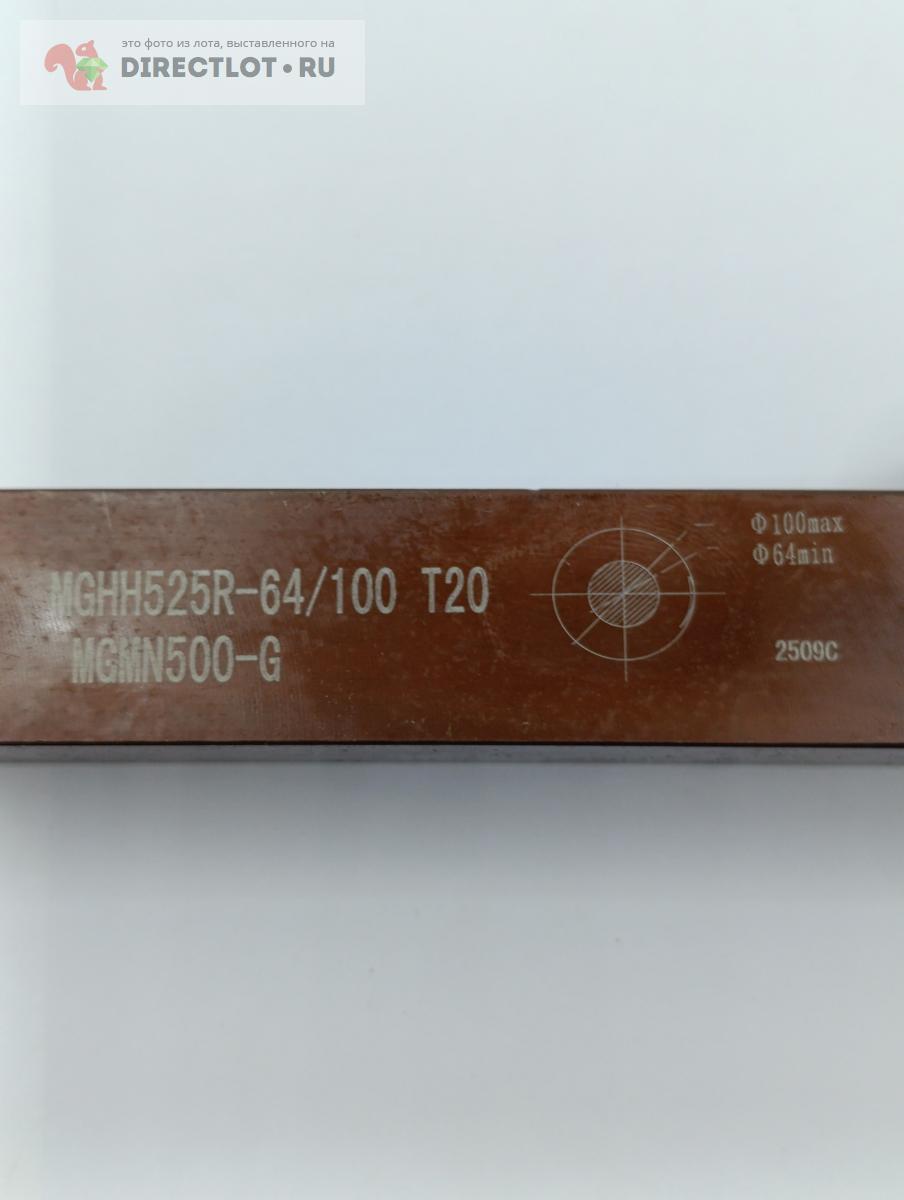 это фото из лота, выставленного на
DIRECTLOT•RU
Φ100max
Φ64min
MGHH525R-64/100 T20
MGMN500-G
2509C